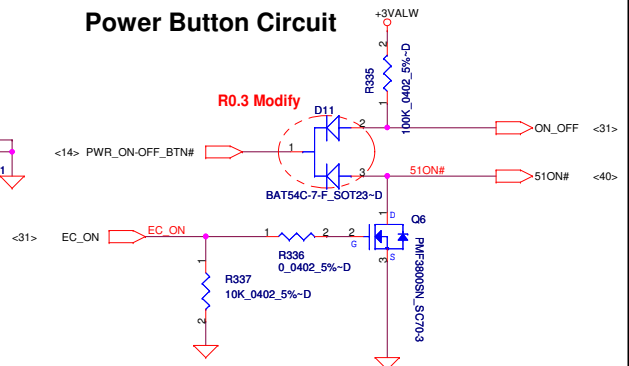 Power Button Circuit
+3VALW
2
R335
100K_0402_5%~D
1
R0.3 Modify
D11
2
ON_OFF <31>
<14> PWR_ON-OFF_BTN#
1
3
51ON#
51ON# <40>
BAT54C-7-F_SOT23~D
1
D
Q6
<31> EC_ON
EC_ON
1
2
2
G
S
3
PMF3800SN_SC70-3
R336
0_0402_5%~D
1
R337
10K_0402_5%~D
2
1